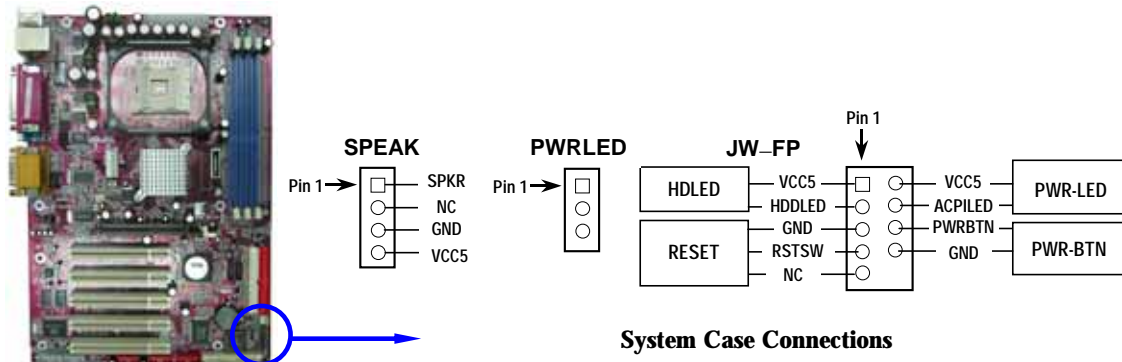 SPEAK
Pin 1
SPKR
NC
GND
VCC5
PWRLED
Pin 1
JW–FP
Pin 1
HDLED
VCC5
HDDLED
RESET
GND
RSTSW
NC
VCC5
ACPILED
PWR-LED
PWRBTN
GND
PWR-BTN
System Case Connections